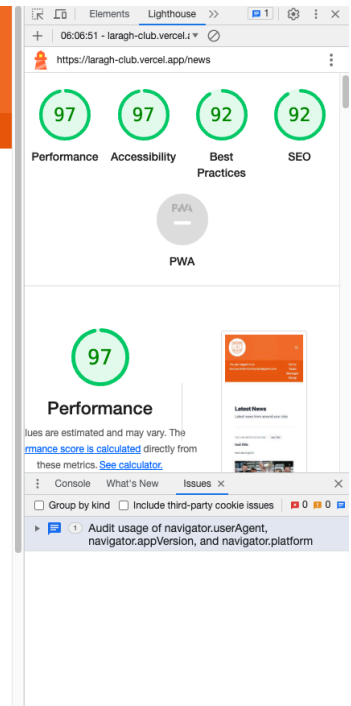 Elements Lighthouse >> 1
06:06:51 - laragh-club.vercel.a
https://laragh-club.vercel.app/news
97 97 92 92
Performance Accessibility Best Practices SEO
PWA
PWA
97
Performance
Latest News
lues are estimated and may vary. The
rmance score is calculated directly from
these metrics. See calculator.
Console What's New Issues ×
Group by kind Include third-party cookie issues 0 0
1 Audit usage of navigator.userAgent,
navigator.appVersion, and navigator.platform